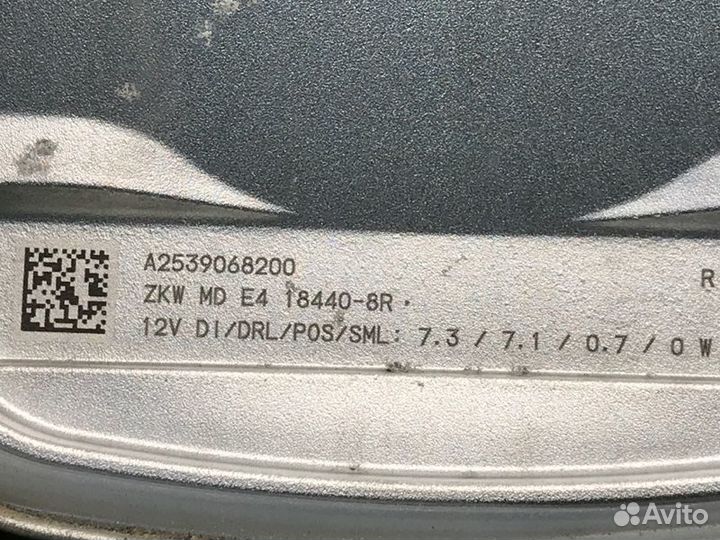 A2539068200
R
ZKW MD E4 18440-8R
12V DI/DRL/POS/SML: 7.3 / 7.1 / 0.7 / 0 W
Avito